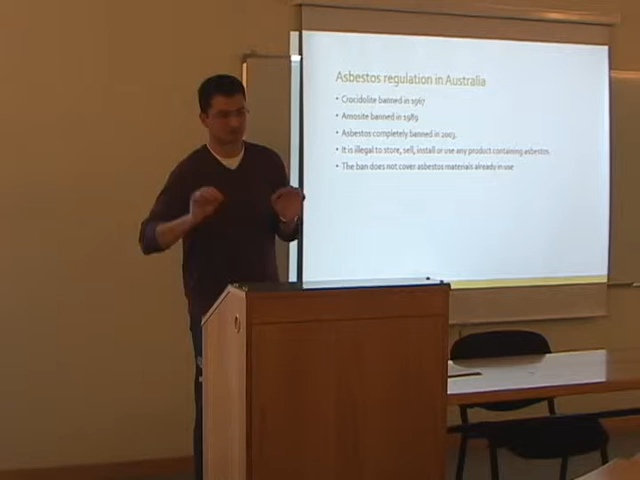 Asbestos regulation in Australia
• Crocidolite banned in 1967
• Amosite banned in 1989
• Asbestos completely banned in 2003.
• It is illegal to store, sell, install or use any product containing asbestos.
• The ban does not cover asbestos materials already in use